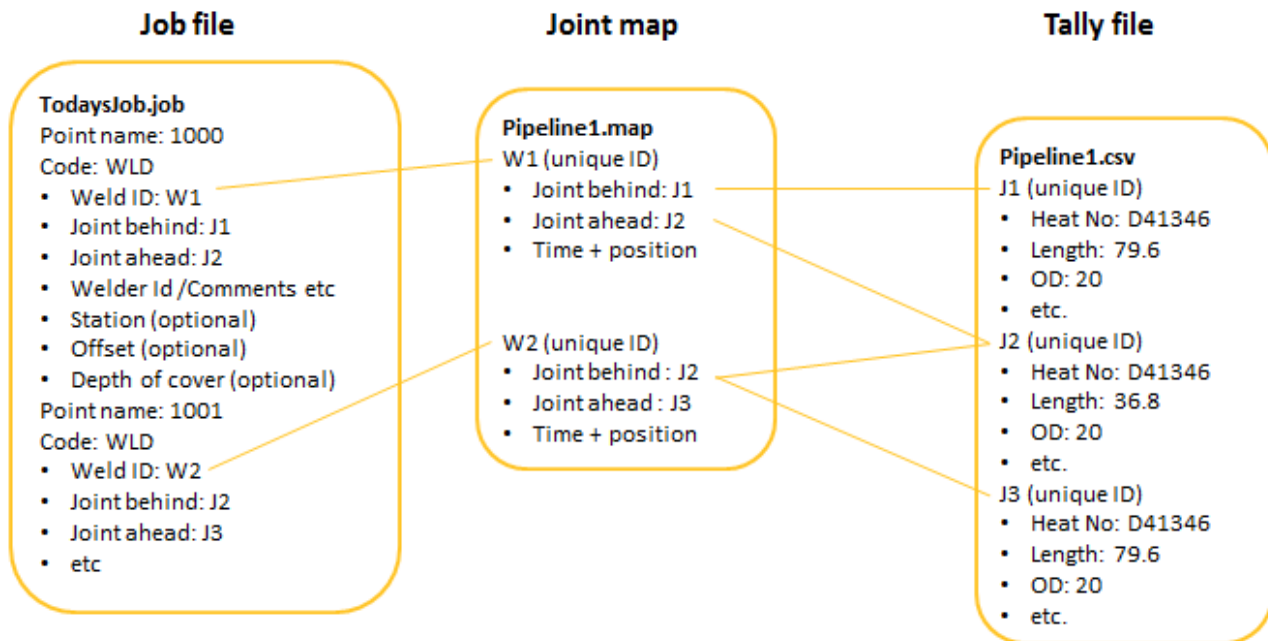 Job file
TodaysJob.job
Point name: 1000
Code: WLD
• Weld ID: W1
• Joint behind: J1
• Joint ahead: J2
• Welder Id /Comments etc
• Station (optional)
• Offset (optional)
• Depth of cover (optional)
Point name: 1001
Code: WLD
• Weld ID: W2
• Joint behind: J2
• Joint ahead: J3
• etc
Joint map
Pipeline1.map
W1 (unique ID)
• Joint behind: J1
• Joint ahead: J2
• Time + position
W2 (unique ID)
• Joint behind : J2
• Joint ahead : J3
• Time + position
Tally file
Pipeline1.csv
J1 (unique ID)
• Heat No: D41346
• Length: 79.6
• OD: 20
• etc.
J2 (unique ID)
• Heat No: D41346
• Length: 36.8
• OD: 20
• etc.
J3 (unique ID)
• Heat No: D41346
• Length: 79.6
• OD: 20
• etc.